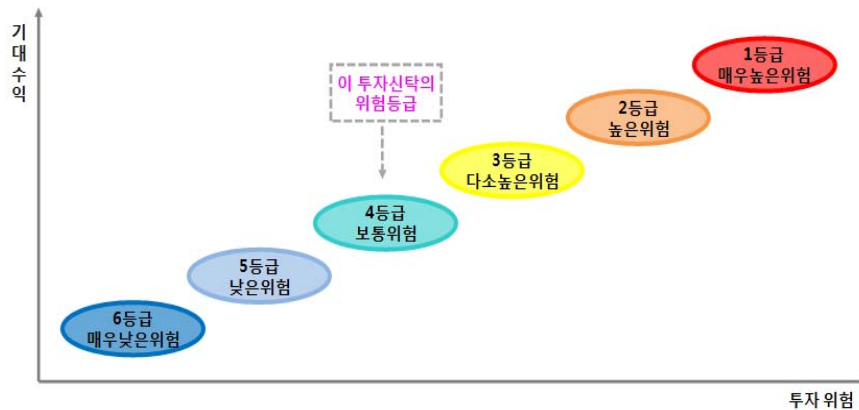 기대수익
1등급
매우높은위험
이 투자신탁의
위험등급
2등급
높은위험
3등급
다소높은위험
4등급
보통위험
5등급
낮은위험
6등급
매우낮은위험
투자 위험